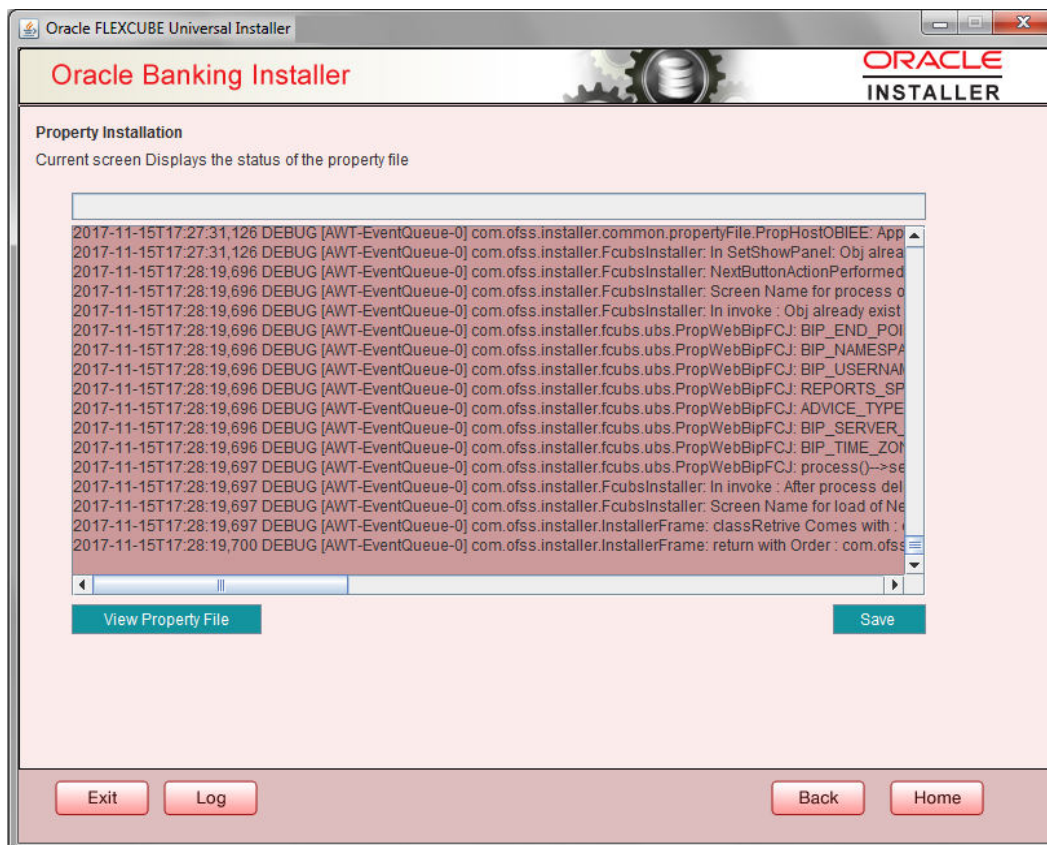 Oracle FLEXCUBE Universal Installer
Oracle Banking Installer
ORACLE
INSTALLER
Property Installation
Current screen Displays the status of the property file
2017-11-15T17:27:31,126 DEBUG [AWT-EventQueue-0] com.ofss.installer.common.propertyFile.PropHostOBIEE: App
2017-11-15T17:27:31,126 DEBUG [AWT-EventQueue-0] com.ofss.installer.FcubsInstaller: In SetShowPanel: Obj alrea
2017-11-15T17:28:19,696 DEBUG [AWT-EventQueue-0] com.ofss.installer.FcubsInstaller: NextButtonActionPerformed
2017-11-15T17:28:19,696 DEBUG [AWT-EventQueue-0] com.ofss.installer.FcubsInstaller: Screen Name for process o
2017-11-15T17:28:19,696 DEBUG [AWT-EventQueue-0] com.ofss.installer.FcubsInstaller: In invoke : Obj already exist
2017-11-15T17:28:19,696 DEBUG [AWT-EventQueue-0] com.ofss.installer.fcubs.ubs.PropWebBipFCJ: BIP_END_POI
2017-11-15T17:28:19,696 DEBUG [AWT-EventQueue-0] com.ofss.installer.fcubs.ubs.PropWebBipFCJ: BIP_NAMESPA
2017-11-15T17:28:19,696 DEBUG [AWT-EventQueue-0] com.ofss.installer.fcubs.ubs.PropWebBipFCJ: BIP_USERNAM
2017-11-15T17:28:19,696 DEBUG [AWT-EventQueue-0] com.ofss.installer.fcubs.ubs.PropWebBipFCJ: REPORTS_SP
2017-11-15T17:28:19,696 DEBUG [AWT-EventQueue-0] com.ofss.installer.fcubs.ubs.PropWebBipFCJ: ADVICE_TYPE
2017-11-15T17:28:19,696 DEBUG [AWT-EventQueue-0] com.ofss.installer.fcubs.ubs.PropWebBipFCJ: BIP_SERVER_
2017-11-15T17:28:19,696 DEBUG [AWT-EventQueue-0] com.ofss.installer.fcubs.ubs.PropWebBipFCJ: BIP_TIME_ZON
2017-11-15T17:28:19,697 DEBUG [AWT-EventQueue-0] com.ofss.installer.fcubs.ubs.PropWebBipFCJ: process()-->se
2017-11-15T17:28:19,697 DEBUG [AWT-EventQueue-0] com.ofss.installer.FcubsInstaller: In invoke : After process del
2017-11-15T17:28:19,697 DEBUG [AWT-EventQueue-0] com.ofss.installer.FcubsInstaller: Screen Name for load of Ne
2017-11-15T17:28:19,697 DEBUG [AWT-EventQueue-0] com.ofss.installer.InstallerFrame: classRetrive Comes with :
2017-11-15T17:28:19,700 DEBUG [AWT-EventQueue-0] com.ofss.installer.InstallerFrame: return with Order : com.ofss
View Property File
Save
Exit
Log
Back
Home